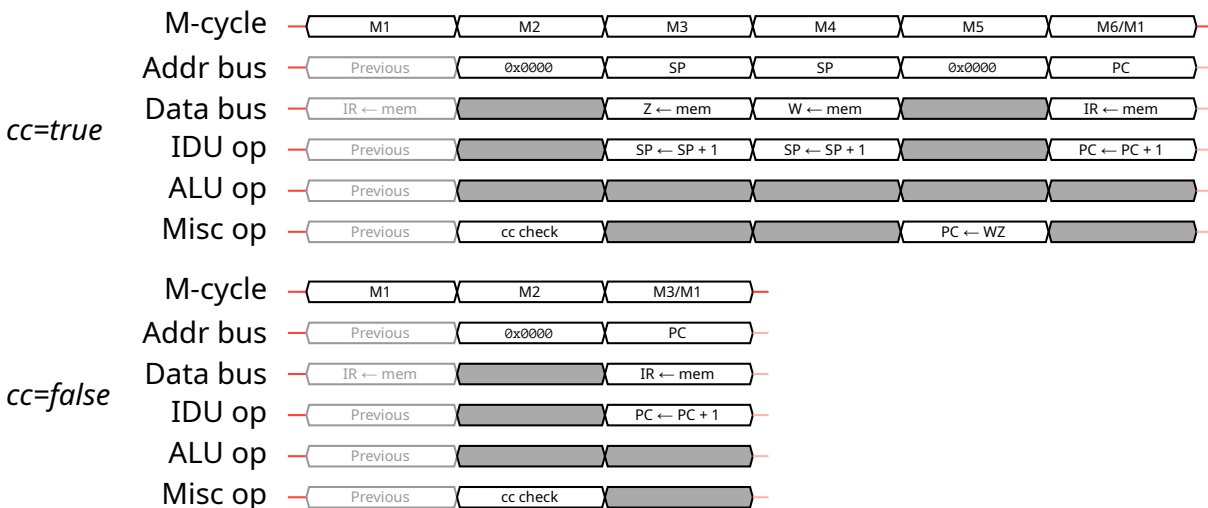 M-cycle M1 M2 M3 M4 M5 M6/M1
Addr bus Previous 0x0000 SP SP 0x0000 PC
Data bus IR ← mem Z ← mem W ← mem IR ← mem
cc=true
IDU op Previous SP ← SP + 1 SP ← SP + 1 PC ← PC + 1
ALU op Previous
Misc op Previous cc check PC ← WZ
M-cycle M1 M2 M3/M1
Addr bus Previous 0x0000 PC
Data bus IR ← mem IR ← mem
cc=false
IDU op Previous PC ← PC + 1
ALU op Previous
Misc op Previous cc check